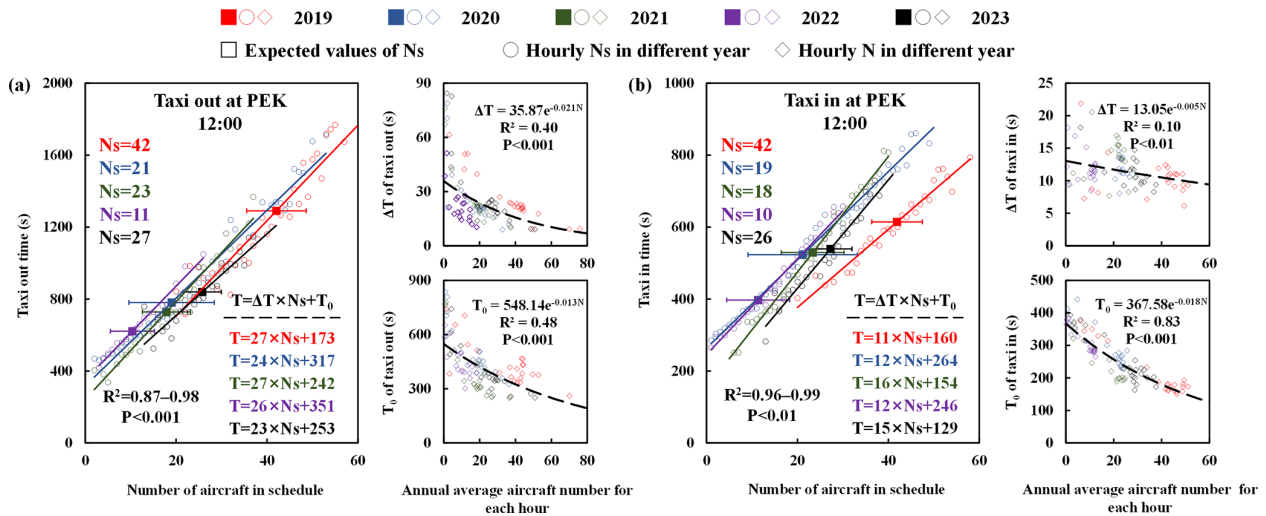 2019 2020 2021 2022 2023
Expected values of Ns Hourly Ns in different year Hourly N in different year
(a)
Taxi out at PEK
12:00
Ns=42
Ns=21
Ns=23
Ns=11
Ns=27
T=ΔT×Ns+T₀
T=27×Ns+173
T=24×Ns+317
T=27×Ns+242
T=26×Ns+351
T=23×Ns+253
R²=0.87–0.98
P<0.001
Taxi out time (s)
2000
1600
1200
800
400
0
0 20 40 60
Number of aircraft in schedule
ΔT of taxi out (s)
90
60
30
0
ΔT = 35.87e^-0.021N
R² = 0.40
P<0.001
T₀ of taxi out (s)
900
600
300
0
T₀ = 548.14e^-0.013N
R² = 0.48
P<0.001
0 20 40 60 80
Annual average aircraft number for
each hour
(b)
Taxi in at PEK
12:00
Ns=42
Ns=19
Ns=18
Ns=10
Ns=26
T=ΔT×Ns+T₀
T=11×Ns+160
T=12×Ns+264
T=16×Ns+154
T=12×Ns+246
T=15×Ns+129
R²=0.96–0.99
P<0.01
Taxi in time (s)
1000
800
600
400
200
0
0 20 40 60
Number of aircraft in schedule
ΔT of taxi in (s)
25
20
15
10
5
0
ΔT = 13.05e^-0.005N
R² = 0.10
P<0.01
T₀ of taxi in (s)
500
400
300
200
100
0
T₀ = 367.58e^-0.018N
R² = 0.83
P<0.001
0 20 40 60
Annual average aircraft number for
each hour